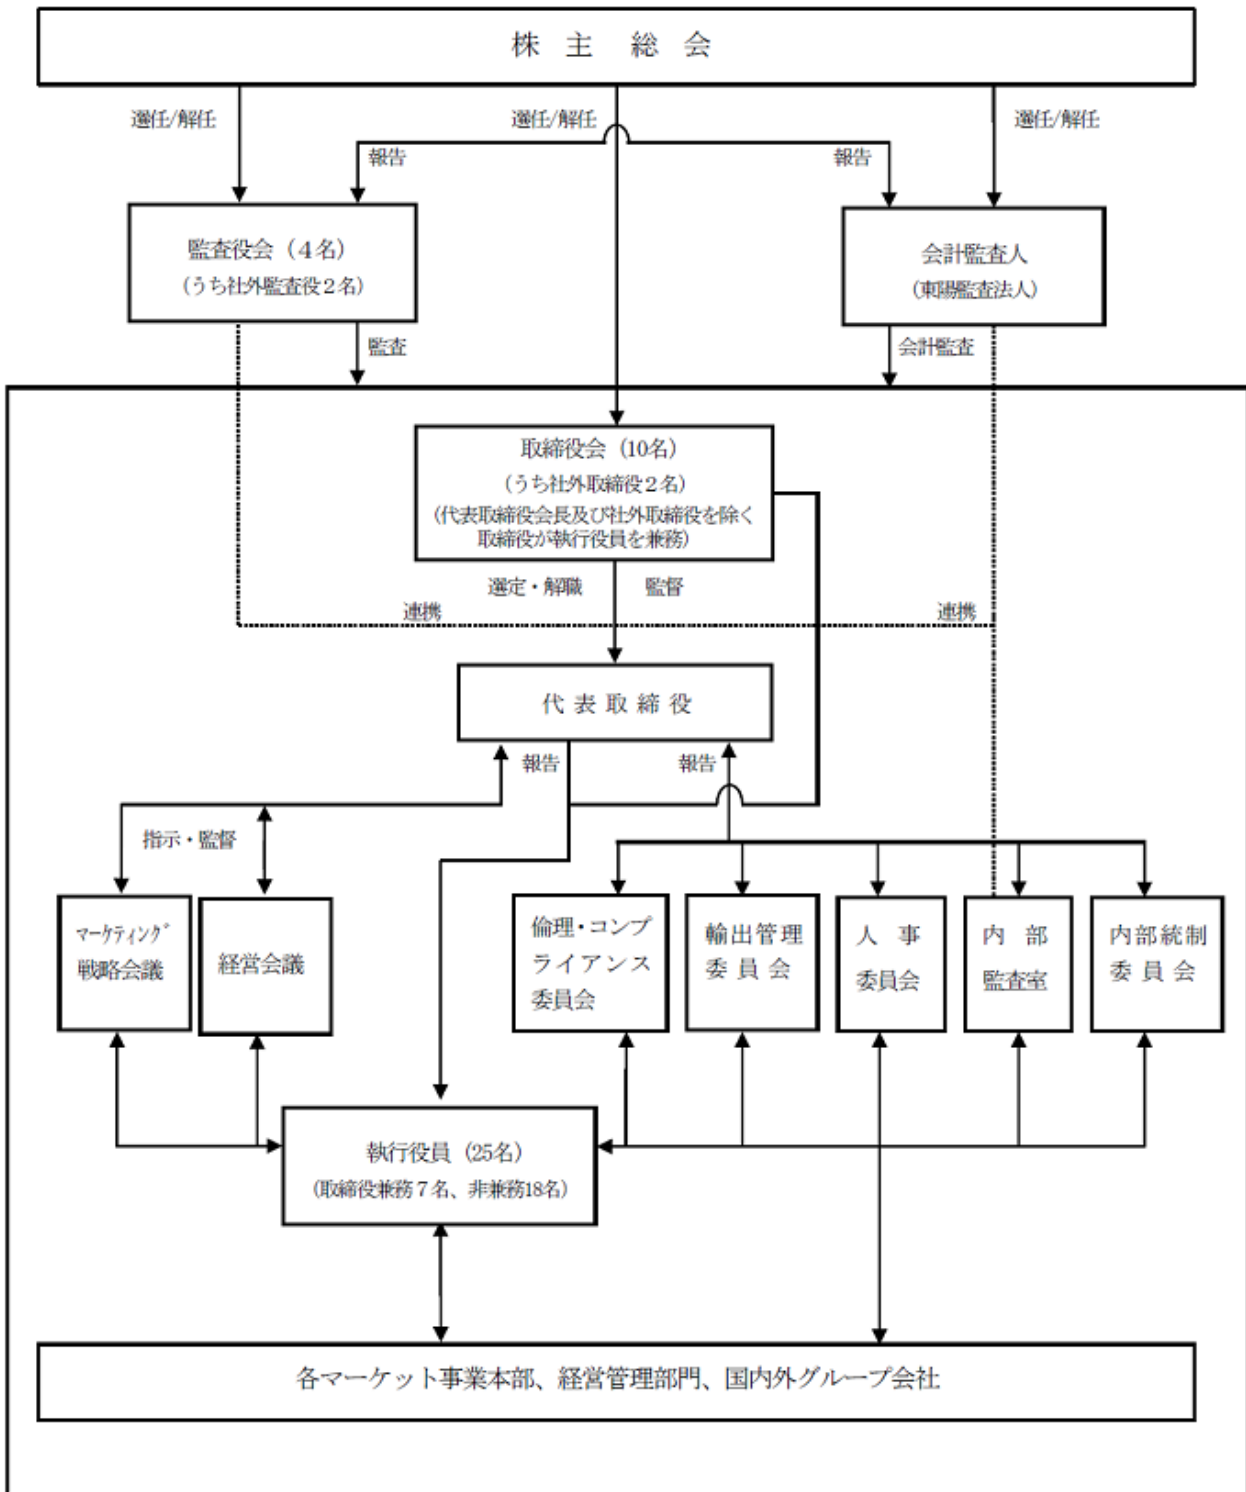 株主総会
選任/解任
選任/解任
選任/解任
報告
報告
監査役会（４名）
（うち社外監査役２名）
会計監査人
（東陽監査法人）
監査
会計監査
取締役会（10名）
（うち社外取締役２名）
（代表取締役会長及び社外取締役を除く
取締役が執行役員を兼務）
選定・解職
監督
連携
連携
代表取締役
報告
報告
指示・監督
ﾏｰｹﾃｨﾝｸﾞ
戦略会議
経営会議
倫理・コンプ
ライアンス
委員会
輸出管理
委員会
人事
委員会
内部
監査室
内部統制
委員会
執行役員（25名）
（取締役兼務７名、非兼務18名）
各マーケット事業本部、経営管理部門、国内外グループ会社